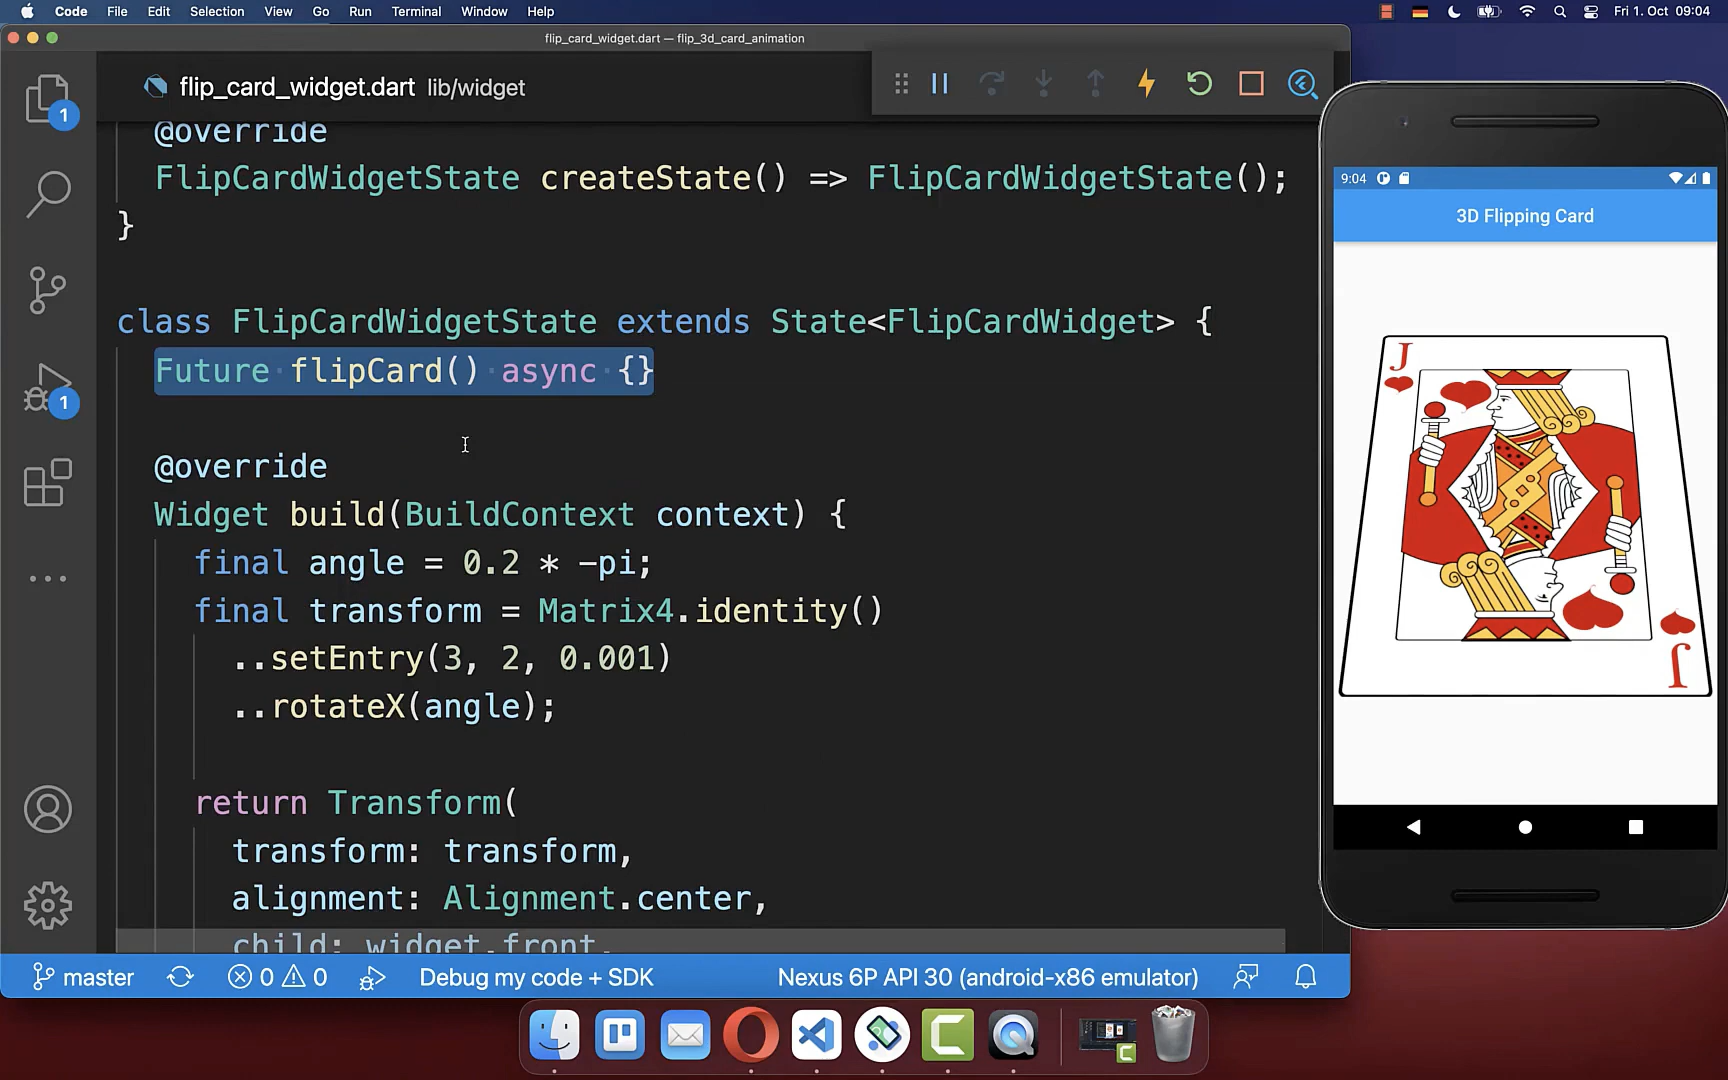 Code File Edit Selection View Go Run Terminal Window Help
Fri 1. Oct 09:04
flip_card_widget.dart — flip_3d_card_animation
flip_card_widget.dart lib/widget
1
1
@override
FlipCardWidgetState createState() => FlipCardWidgetState();
}
class FlipCardWidgetState extends State<FlipCardWidget> {
Future flipCard() async {}
@override
Widget build(BuildContext context) {
final angle = 0.2 * -pi;
final transform = Matrix4.identity()
..setEntry(3, 2, 0.001)
..rotateX(angle);
return Transform(
transform: transform,
alignment: Alignment.center,
child: widget.front,
master
0
0
Debug my code + SDK
Nexus 6P API 30 (android-x86 emulator)
9:04
3D Flipping Card
J
J